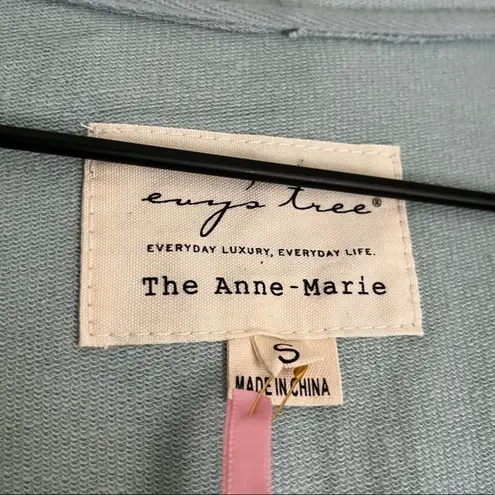 evy's tree®
EVERYDAY LUXURY, EVERYDAY LIFE.
The Anne-Marie
S
MADE IN CHINA